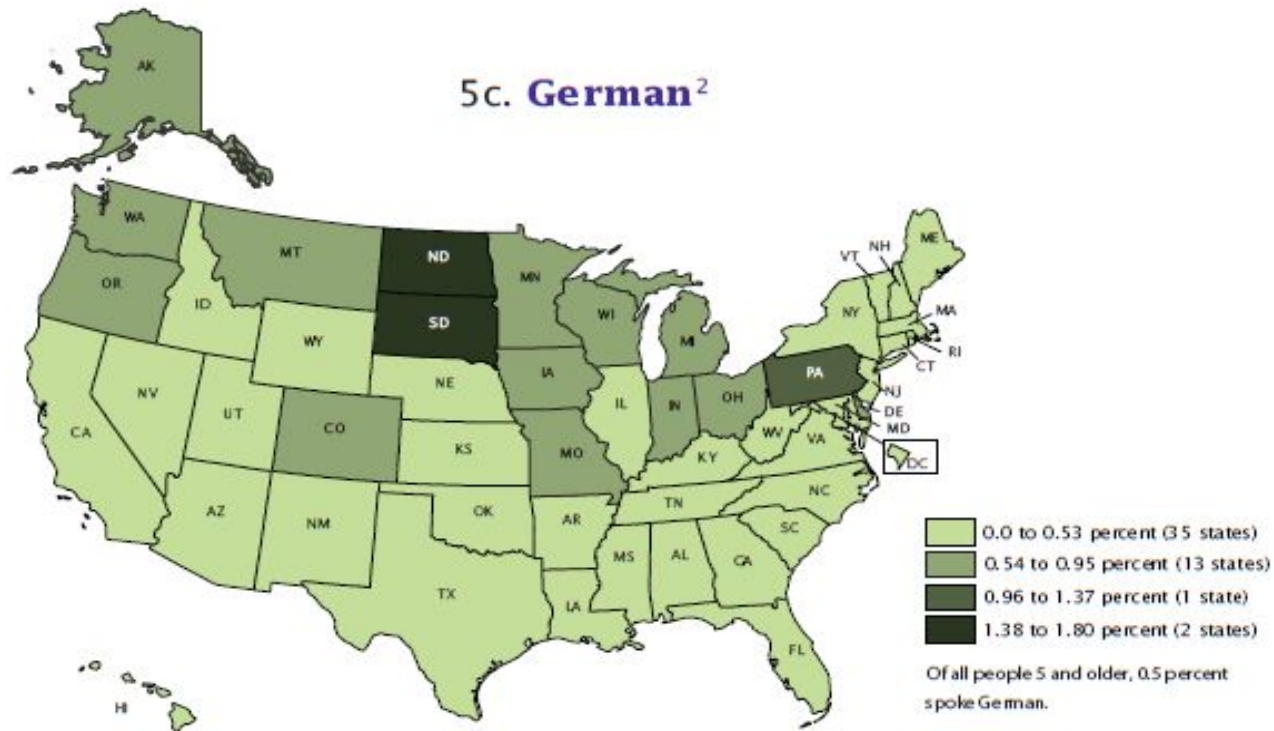 5c. German²
AK
WA
MT
ND
MN
OR
ID
WY
SD
WI
MI
VT
NH
ME
NY
MA
RI
CT
NV
UT
CO
NE
IA
IL
IN
OH
PA
NJ
DE
MD
DC
CA
KS
MO
KY
WV
VA
AZ
NM
OK
AR
TN
NC
SC
TX
LA
MS
AL
GA
FL
HI
0.0 to 0.53 percent (35 states)
0.54 to 0.95 percent (13 states)
0.96 to 1.37 percent (1 state)
1.38 to 1.80 percent (2 states)
Of all people 5 and older, 0.5 percent
spoke German.